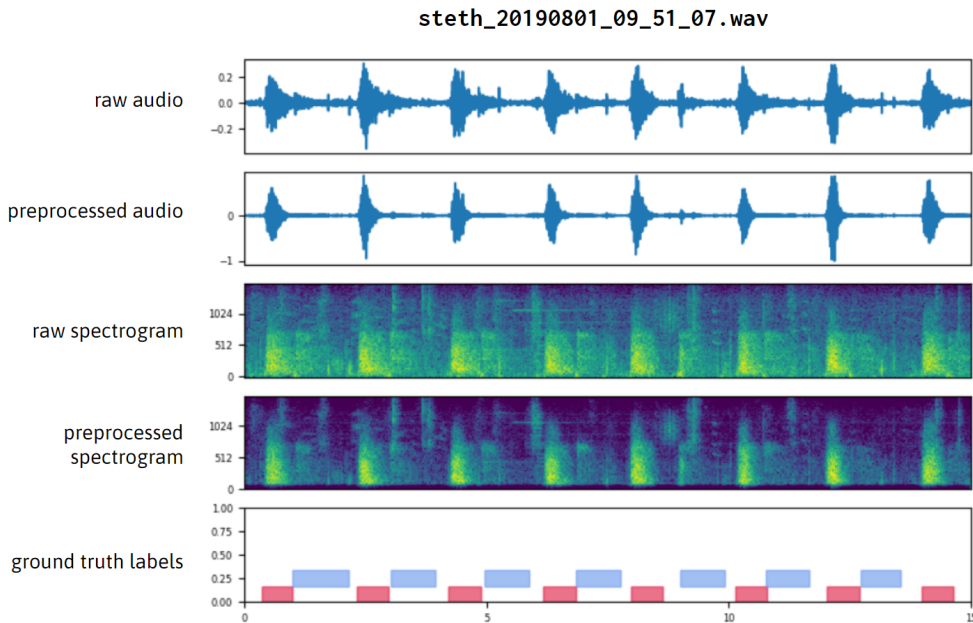 steth_20190801_09_51_07.wav
raw audio
0.2
0.0
−0.2
preprocessed audio
0
−1
raw spectrogram
1024
512
0
preprocessed
spectrogram
1024
512
0
ground truth labels
1.00
0.75
0.50
0.25
0.00
0 5 10